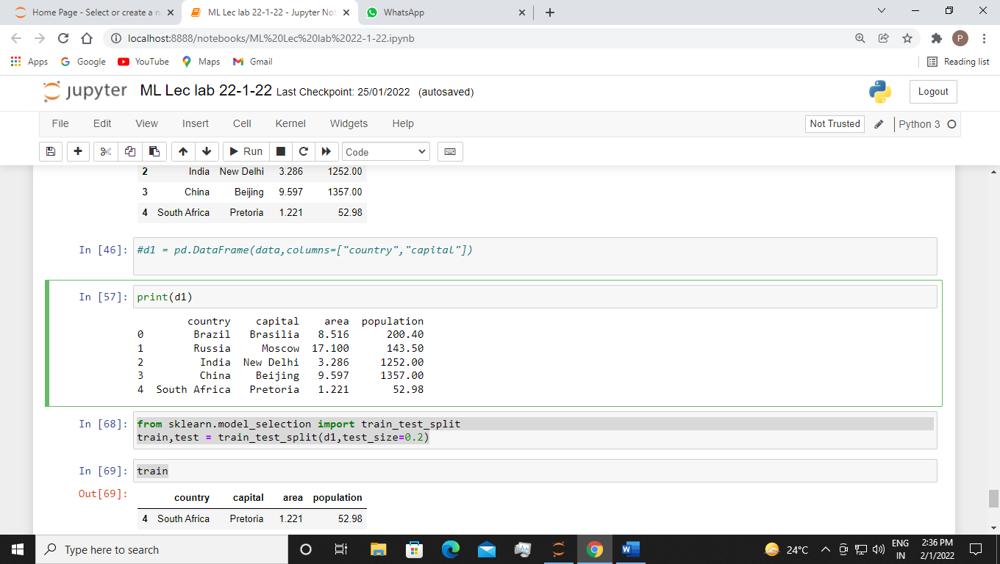 Home Page - Select or create a n
ML Lec lab 22-1-22 - Jupyter Not
WhatsApp
localhost:8888/notebooks/ML%20Lec%20lab%2022-1-22.ipynb
P
Apps
Google
YouTube
Maps
Gmail
Reading list
jupyter
ML Lec lab 22-1-22 Last Checkpoint: 25/01/2022 (autosaved)
Logout
File Edit View Insert Cell Kernel Widgets Help
Not Trusted
Python 3
Run
Code
2 India New Delhi 3.286 1252.00
3 China Beijing 9.597 1357.00
4 South Africa Pretoria 1.221 52.98
In [46]: #d1 = pd.DataFrame(data,columns=["country","capital"])
In [57]: print(d1)
country capital area population
0 Brazil Brasilia 8.516 200.40
1 Russia Moscow 17.100 143.50
2 India New Delhi 3.286 1252.00
3 China Beijing 9.597 1357.00
4 South Africa Pretoria 1.221 52.98
In [68]: from sklearn.model_selection import train_test_split
train,test = train_test_split(d1,test_size=0.2)
In [69]: train
Out[69]:
country capital area population
4 South Africa Pretoria 1.221 52.98
Type here to search
24°C
ENG
IN
2:36 PM
2/1/2022